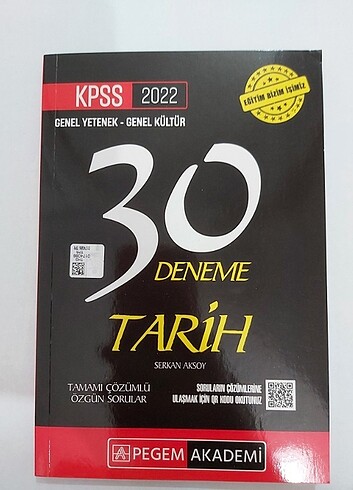 KPSS 2022
GENEL YETENEK - GENEL KÜLTÜR
EĞİTİM BİZİM İŞİMİZ
30
DENEME
TARİH
SERKAN AKSOY
TAMAMI ÇÖZÜMLÜ
ÖZGÜN SORULAR
SORULARIN ÇÖZÜMLERİNE
ULAŞMAK İÇİN QR KODU OKUTUNUZ
PEGEM AKADEMİ